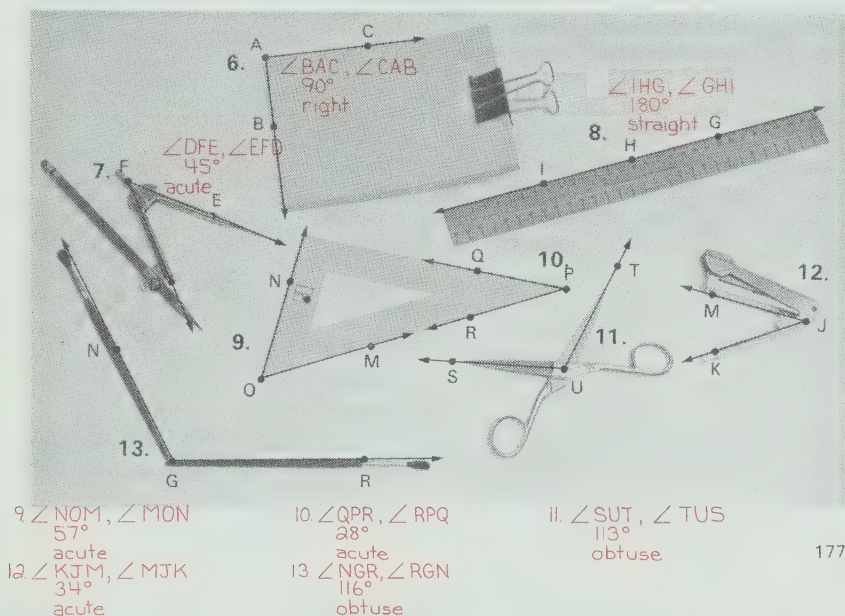 A C
6. ∠BAC, ∠CAB
90°
right
B
∠IHG, ∠GHI
180°
straight
8. G
H
I
7. F ∠DFE, ∠EFD
45°
acute
E
D
N Q 10. P T 12.
M
J
9. R 11.
M
S U K
O
N
13.
G R
9. ∠NOM, ∠MON
57°
acute
10. ∠QPR, ∠RPQ
28°
acute
11. ∠SUT, ∠TUS
113°
obtuse
177
12. ∠KJM, ∠MJK
34°
acute
13. ∠NGR, ∠RGN
116°
obtuse